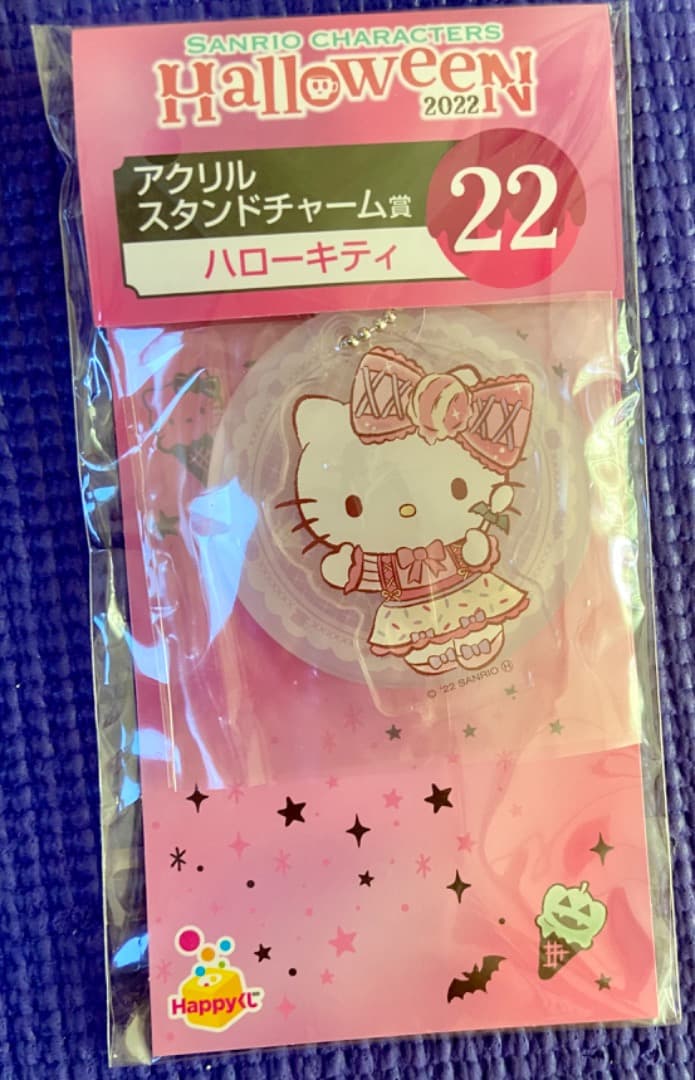 SANRIO CHARACTERS
HalloweeN
2022
アクリル
スタンドチャーム賞
22
ハローキティ
© '22 SANRIO Ⓗ
Happyくじ